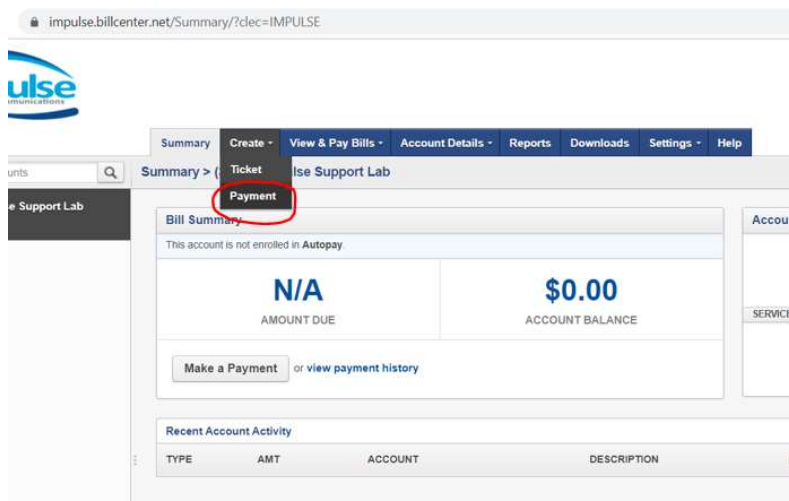 impulse.billcenter.net/Summary/?clec=IMPULSE
ulse
mmunications
Summary Create View & Pay Bills Account Details Reports Downloads Settings Help
unts
Summary > ( lse Support Lab
Ticket
Payment
e Support Lab
Bill Summary
Accou
This account is not enrolled in Autopay.
N/A
$0.00
AMOUNT DUE
ACCOUNT BALANCE
SERVICE
Make a Payment or view payment history
Recent Account Activity
TYPE AMT ACCOUNT DESCRIPTION